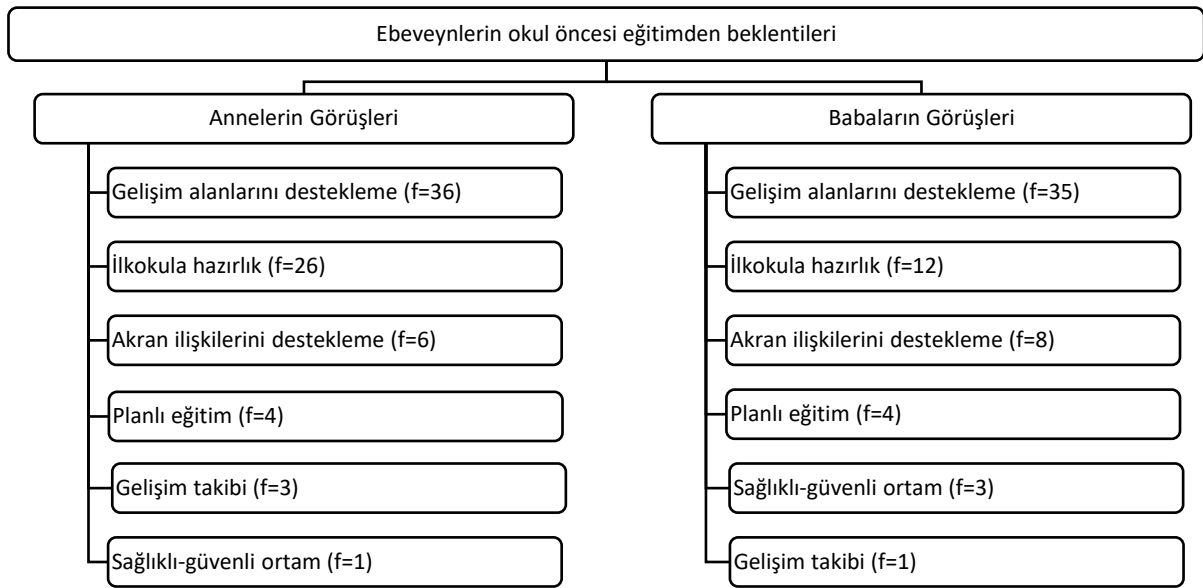 Ebeveynlerin okul öncesi eğitimden beklentileri
Annelerin Görüşleri
Gelişim alanlarını destekleme (f=36)
İlkokula hazırlık (f=26)
Akran ilişkilerini destekleme (f=6)
Planlı eğitim (f=4)
Gelişim takibi (f=3)
Sağlıklı-güvenli ortam (f=1)
Babaların Görüşleri
Gelişim alanlarını destekleme (f=35)
İlkokula hazırlık (f=12)
Akran ilişkilerini destekleme (f=8)
Planlı eğitim (f=4)
Sağlıklı-güvenli ortam (f=3)
Gelişim takibi (f=1)